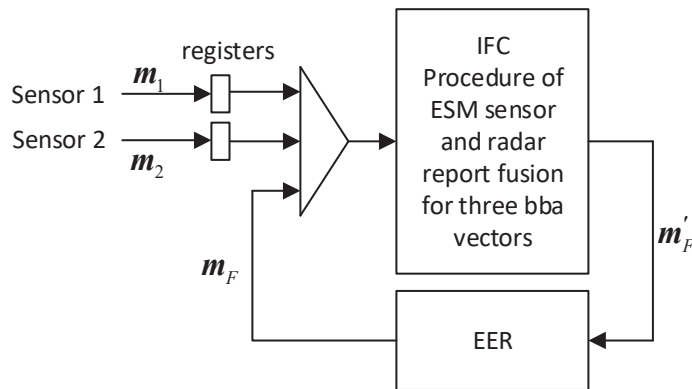 registers
Sensor 1
m1
Sensor 2
m2
IFC
Procedure of
ESM sensor
and radar
report fusion
for three bba
vectors
mF
m'F
EER